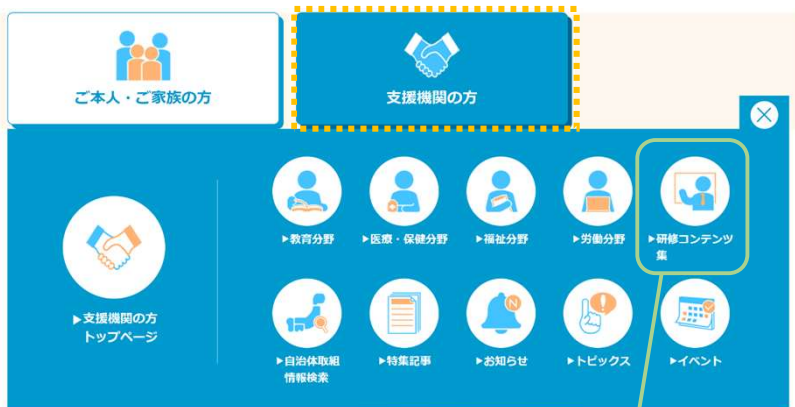 ご本人・ご家族の方
支援機関の方
▶支援機関の方
トップページ
▶教育分野
▶医療・保健分野
▶福祉分野
▶労働分野
▶研修コンテンツ
集
▶自治体取組
情報検索
▶特集記事
▶お知らせ
▶トピックス
▶イベント
N